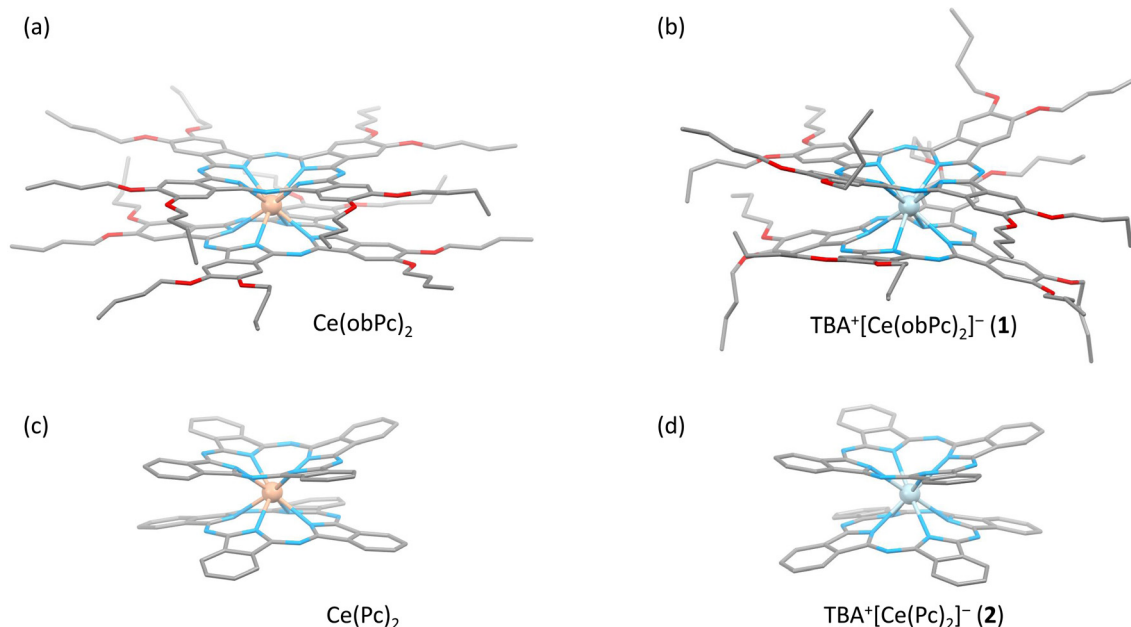 (a)
(b)
Ce(obPc)₂
TBA⁺[Ce(obPc)₂]⁻ (1)
(c)
(d)
Ce(Pc)₂
TBA⁺[Ce(Pc)₂]⁻ (2)